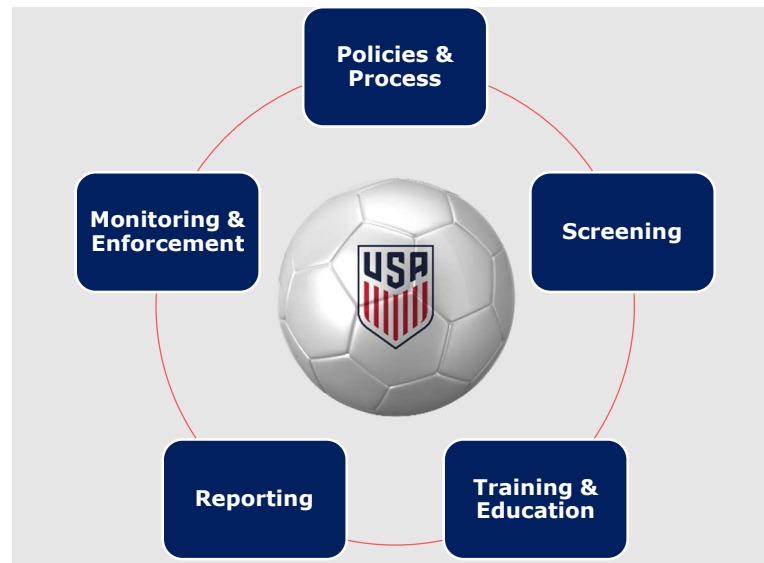 Policies &
Process
Monitoring &
Enforcement
Screening
USA
Reporting
Training &
Education